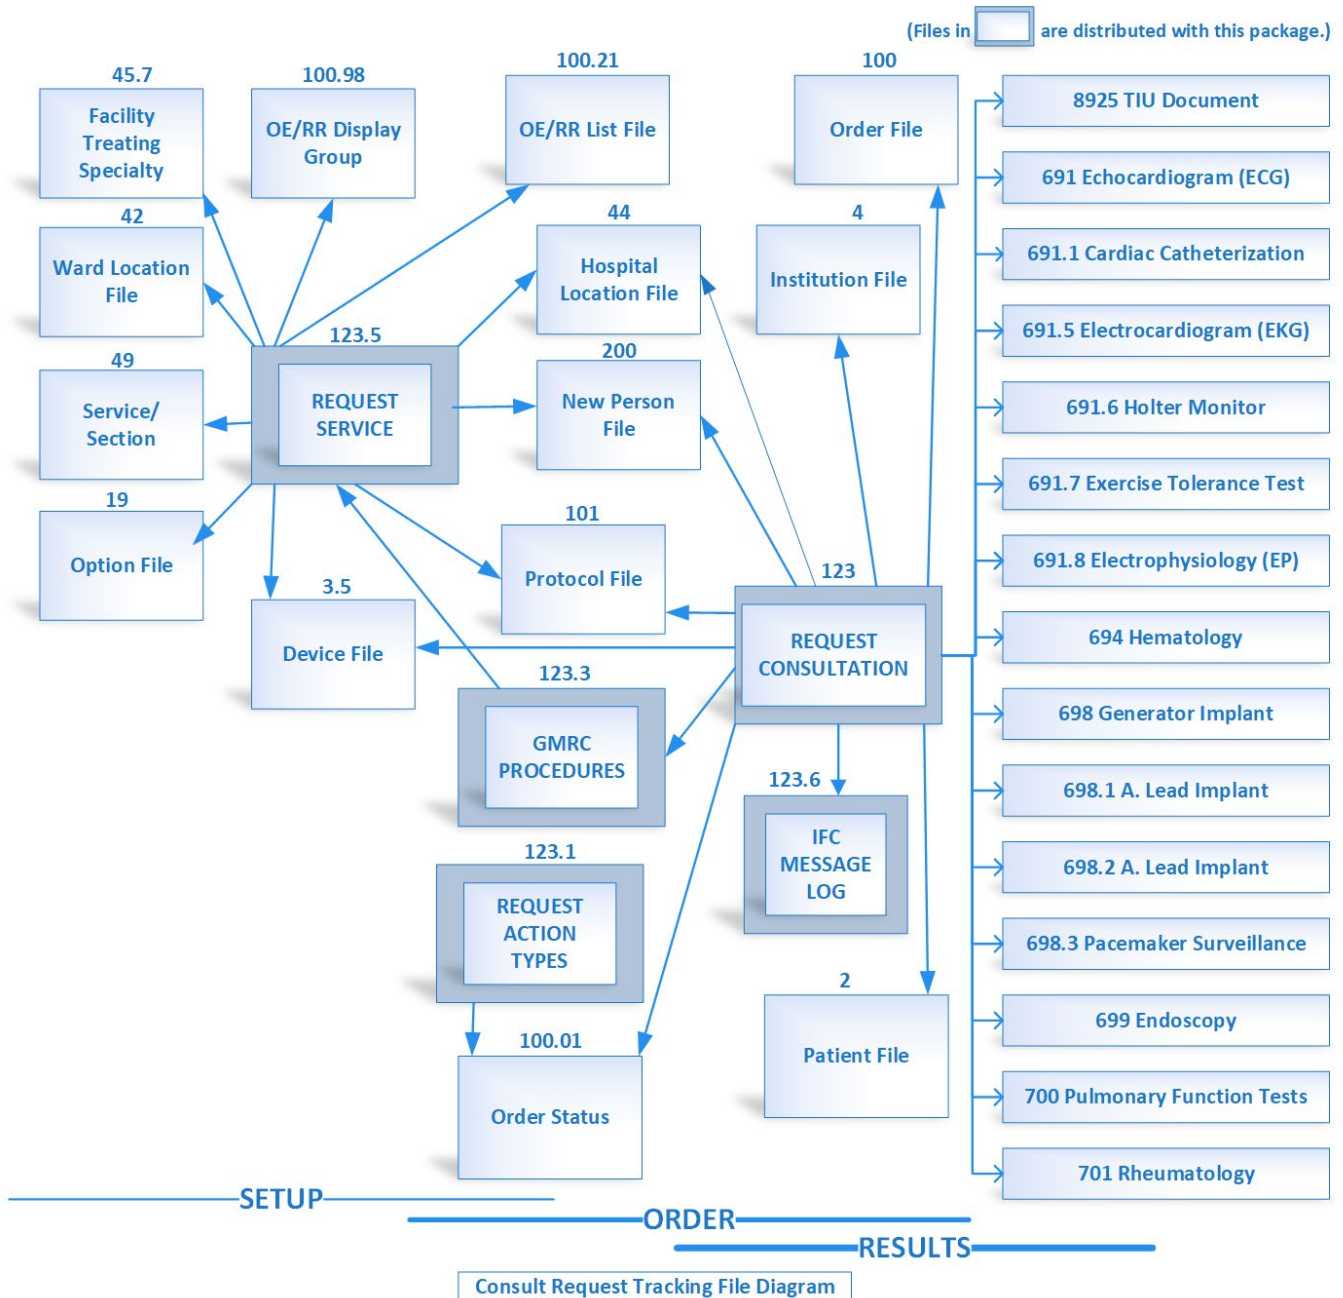 (Files in are distributed with this package.)
45.7
Facility
Treating
Specialty
100.98
OE/RR Display
Group
100.21
OE/RR List File
100
Order File
42
Ward Location
File
44
Hospital
Location File
4
Institution File
123.5
REQUEST
SERVICE
49
Service/
Section
200
New Person
File
19
Option File
101
Protocol File
3.5
Device File
123
REQUEST
CONSULTATION
123.3
GMRC
PROCEDURES
123.6
IFC
MESSAGE
LOG
123.1
REQUEST
ACTION
TYPES
100.01
Order Status
2
Patient File
8925 TIU Document
691 Echocardiogram (ECG)
691.1 Cardiac Catheterization
691.5 Electrocardiogram (EKG)
691.6 Holter Monitor
691.7 Exercise Tolerance Test
691.8 Electrophysiology (EP)
694 Hematology
698 Generator Implant
698.1 A. Lead Implant
698.2 A. Lead Implant
698.3 Pacemaker Surveillance
699 Endoscopy
700 Pulmonary Function Tests
701 Rheumatology
SETUP
ORDER
RESULTS
Consult Request Tracking File Diagram